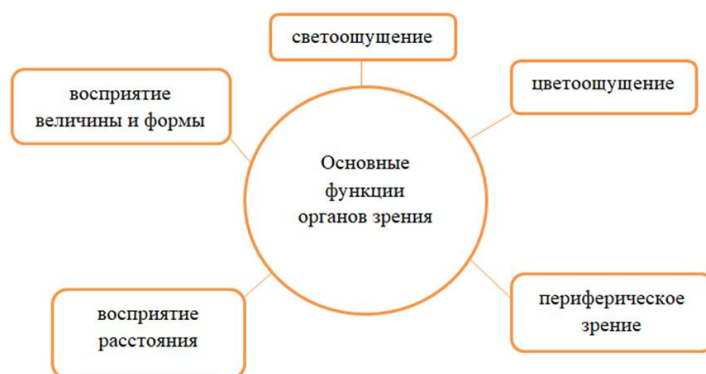 светоощущение
восприятие
величины и формы
цветоощущение
Основные
функции
органов зрения
восприятие
расстояния
периферическое
зрение